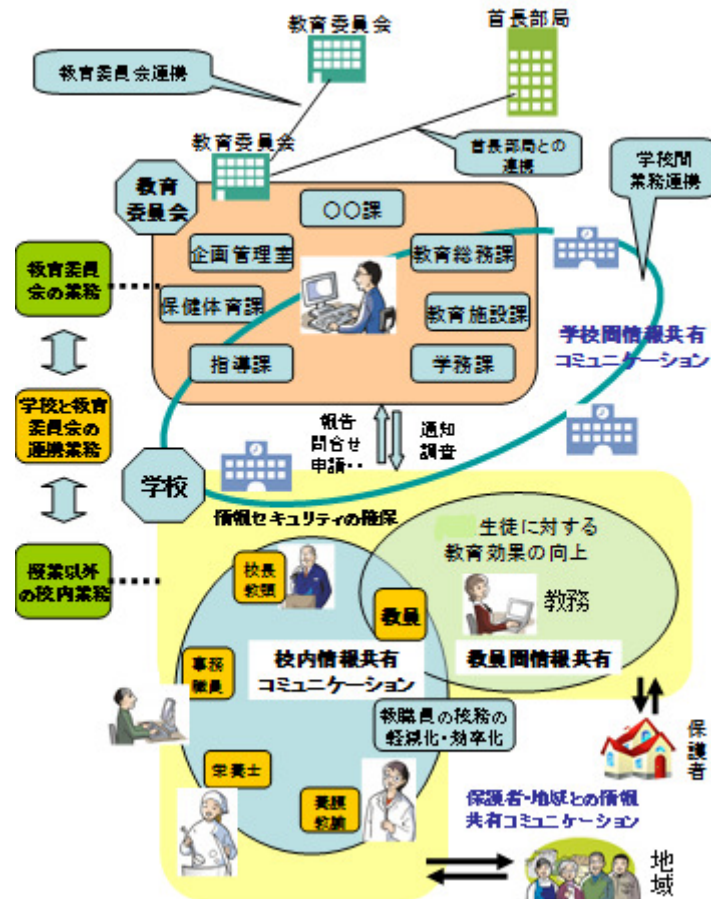 教育委員会
首長部局
教育委員会連携
教育委員会
首長部局との
連携
学校間
業務連携
教育
委員会
〇〇課
企画管理室
教育総務課
教育委員
会の業務
保健体育課
教育施設課
学校間情報共有
コミュニケーション
指導課
学務課
学校と教育
委員会の
連携業務
報告
問合せ
申請・・
通知
調査
学校
情報セキュリティの確保
生徒に対する
教育効果の向上
授業以外
の校内業務
校長
教頭
教務
教員
校内情報共有
コミュニケーション
教員間情報共有
事務
職員
教職員の校務の
軽減化・効率化
保護者
栄養士
養護
教諭
保護者・地域との情報
共有コミュニケーション
地域